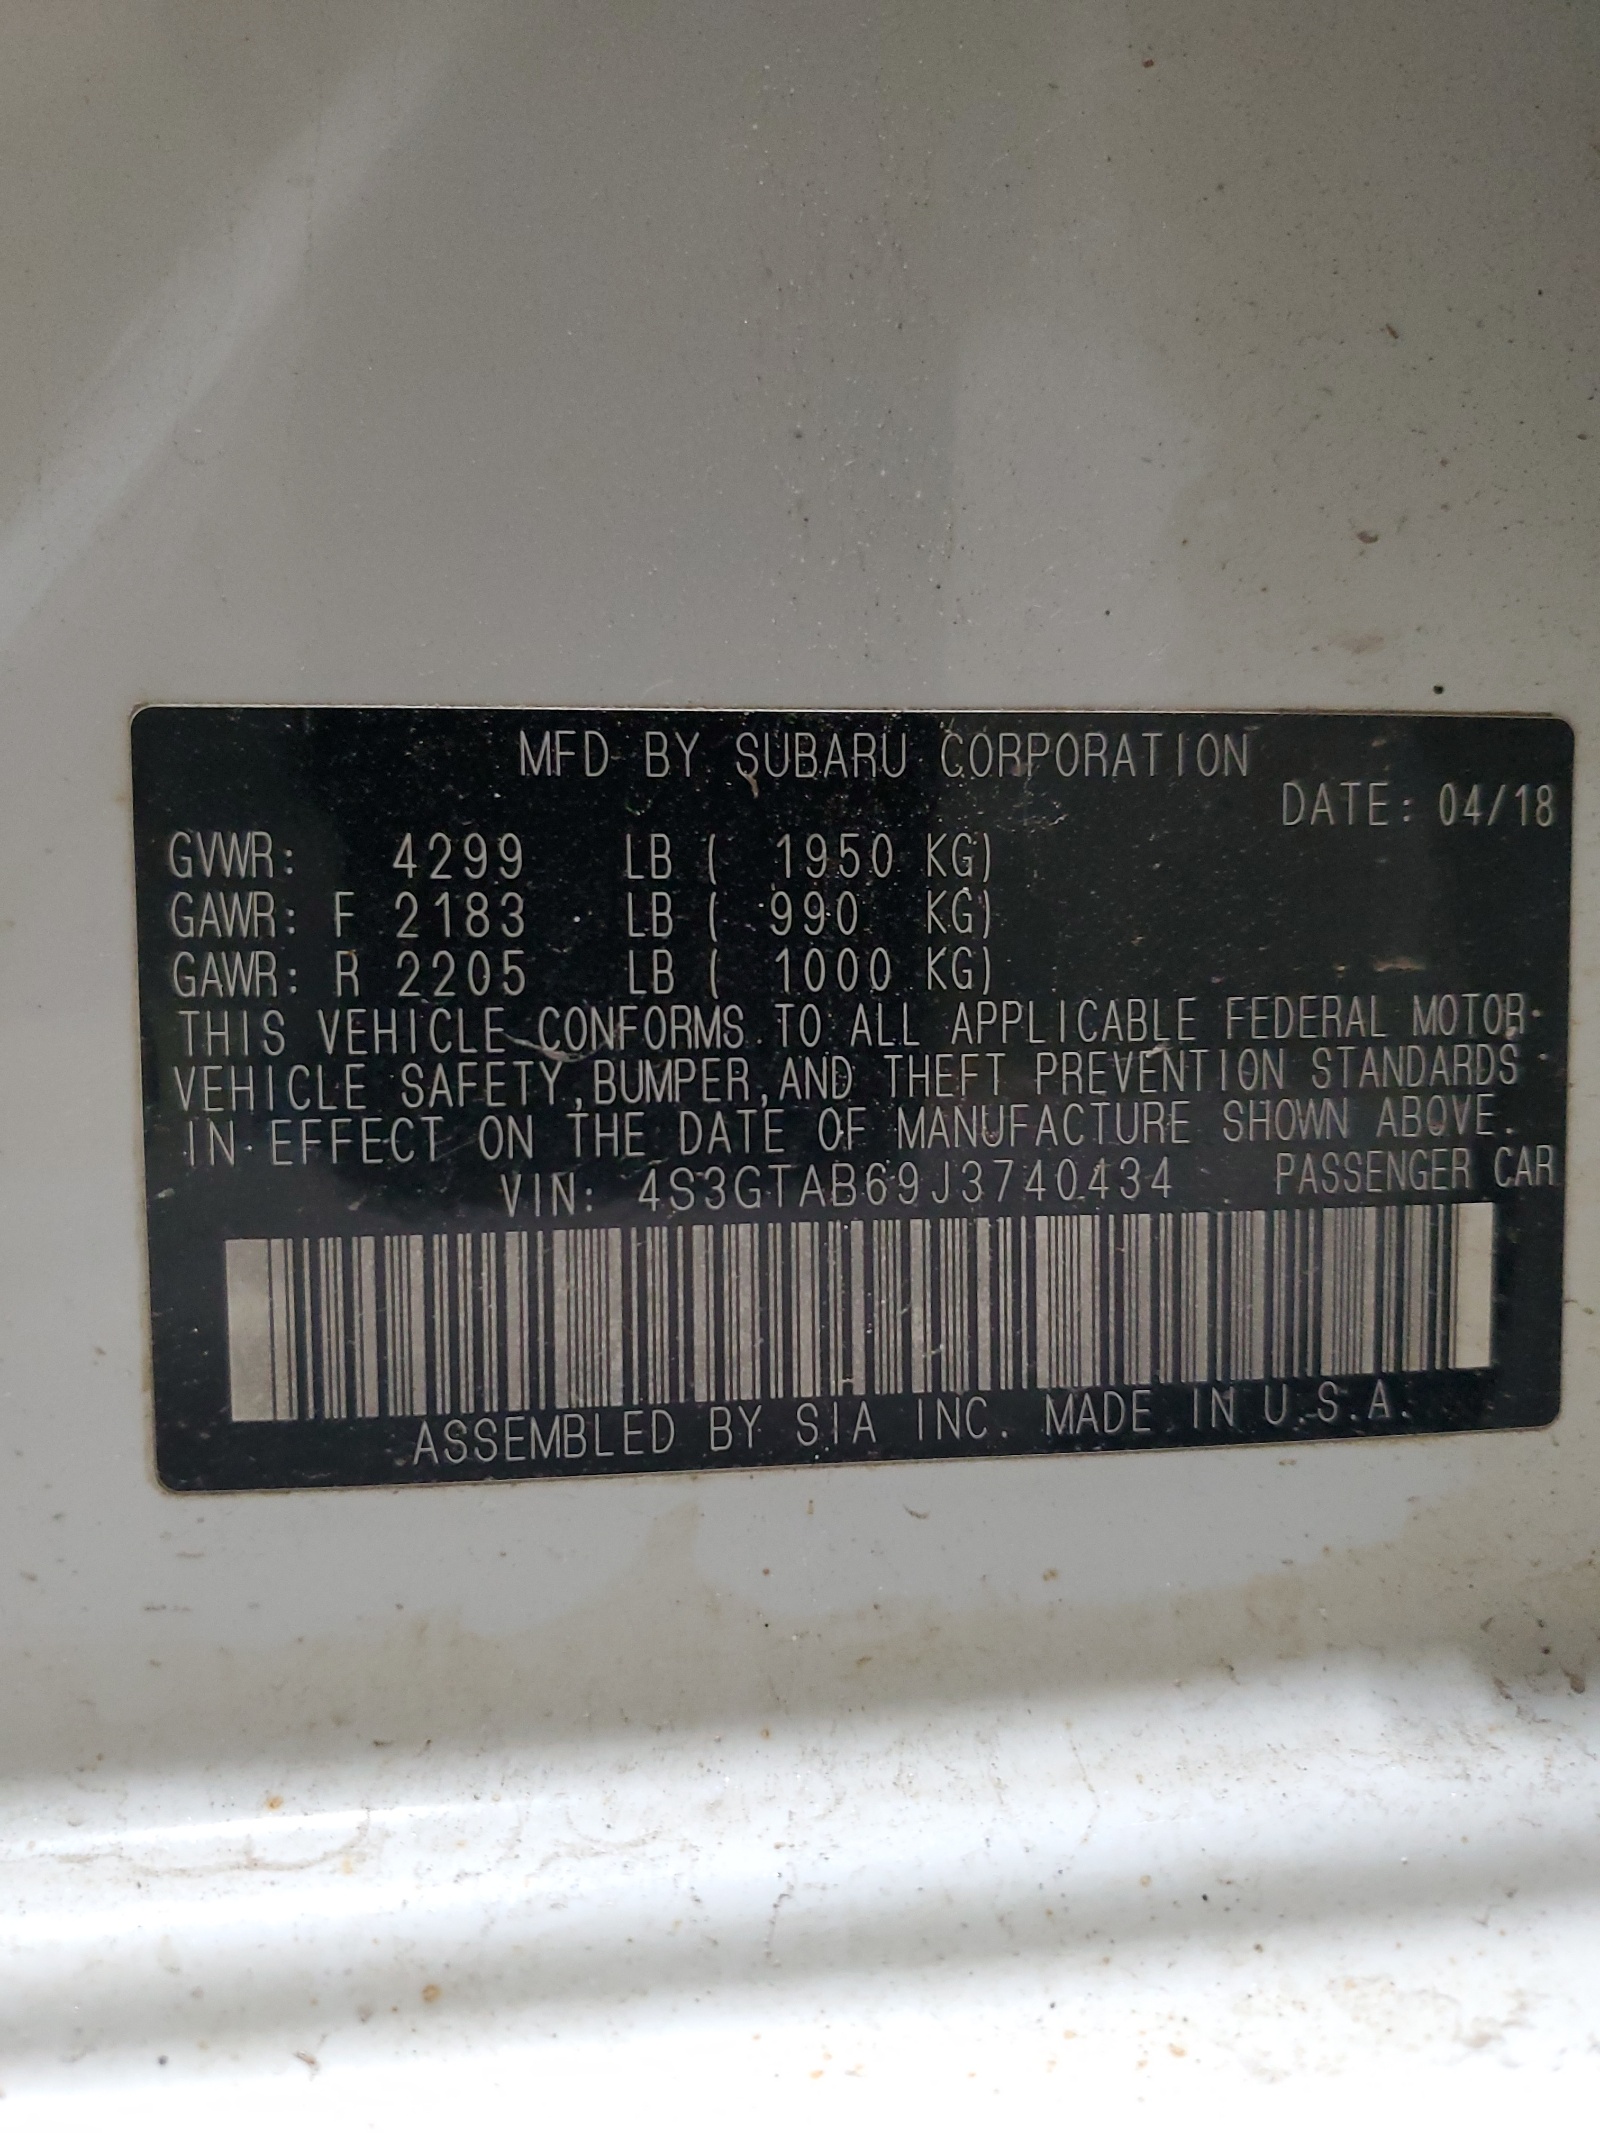 MFD BY SUBARU CORPORATION
DATE: 04/18
GVWR: 4299 LB ( 1950 KG)
GAWR: F 2183 LB ( 990 KG)
GAWR: R 2205 LB ( 1000 KG)
THIS VEHICLE CONFORMS TO ALL APPLICABLE FEDERAL MOTOR
VEHICLE SAFETY,BUMPER,AND THEFT PREVENTION STANDARDS
IN EFFECT ON THE DATE OF MANUFACTURE SHOWN ABOVE.
VIN: 4S3GTAB69J3740434 PASSENGER CAR
ASSEMBLED BY SIA INC. MADE IN U.S.A.